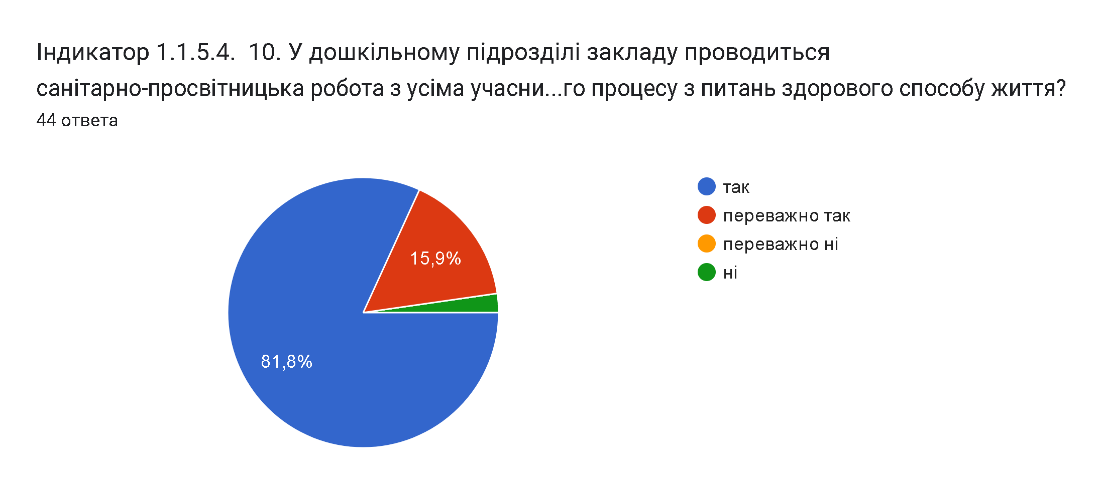 Індикатор 1.1.5.4.  10. У дошкільному підрозділі закладу проводиться
санітарно-просвітницька робота з усіма учасни...го процесу з питань здорового способу життя?
44 ответа
так
переважно так
переважно ні
ні
15,9%
81,8%